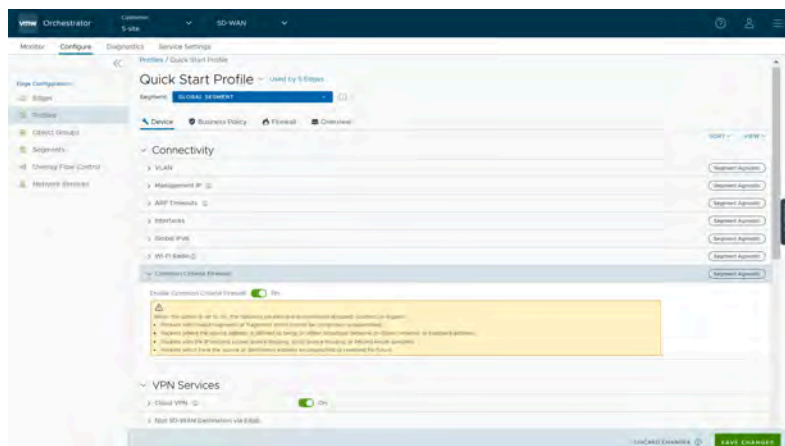 vmw Orchestrator
Customer
5-site
SD-WAN
Monitor Configure Diagnostics Service Settings
Profiles / Quick Start Profile
Edge Configuration
Edges
Profiles
Object Groups
Segments
Overlay Flow Control
Network Services
Quick Start Profile Used by 5 Edges
Segment: GLOBAL SEGMENT
Device Business Policy Firewall Overview
SORT VIEW
Connectivity
VLAN Segment Agnostic
Management IP Segment Agnostic
ARP Timeouts Segment Agnostic
Interfaces Segment Agnostic
Global IPv6 Segment Agnostic
Wi-Fi Radio Segment Agnostic
Common Criteria Firewall Segment Agnostic
Enable Common Criteria Firewall On
VPN Services
Cloud VPN On
Non SD-WAN Destination via Edge
DISCARD CHANGES SAVE CHANGES